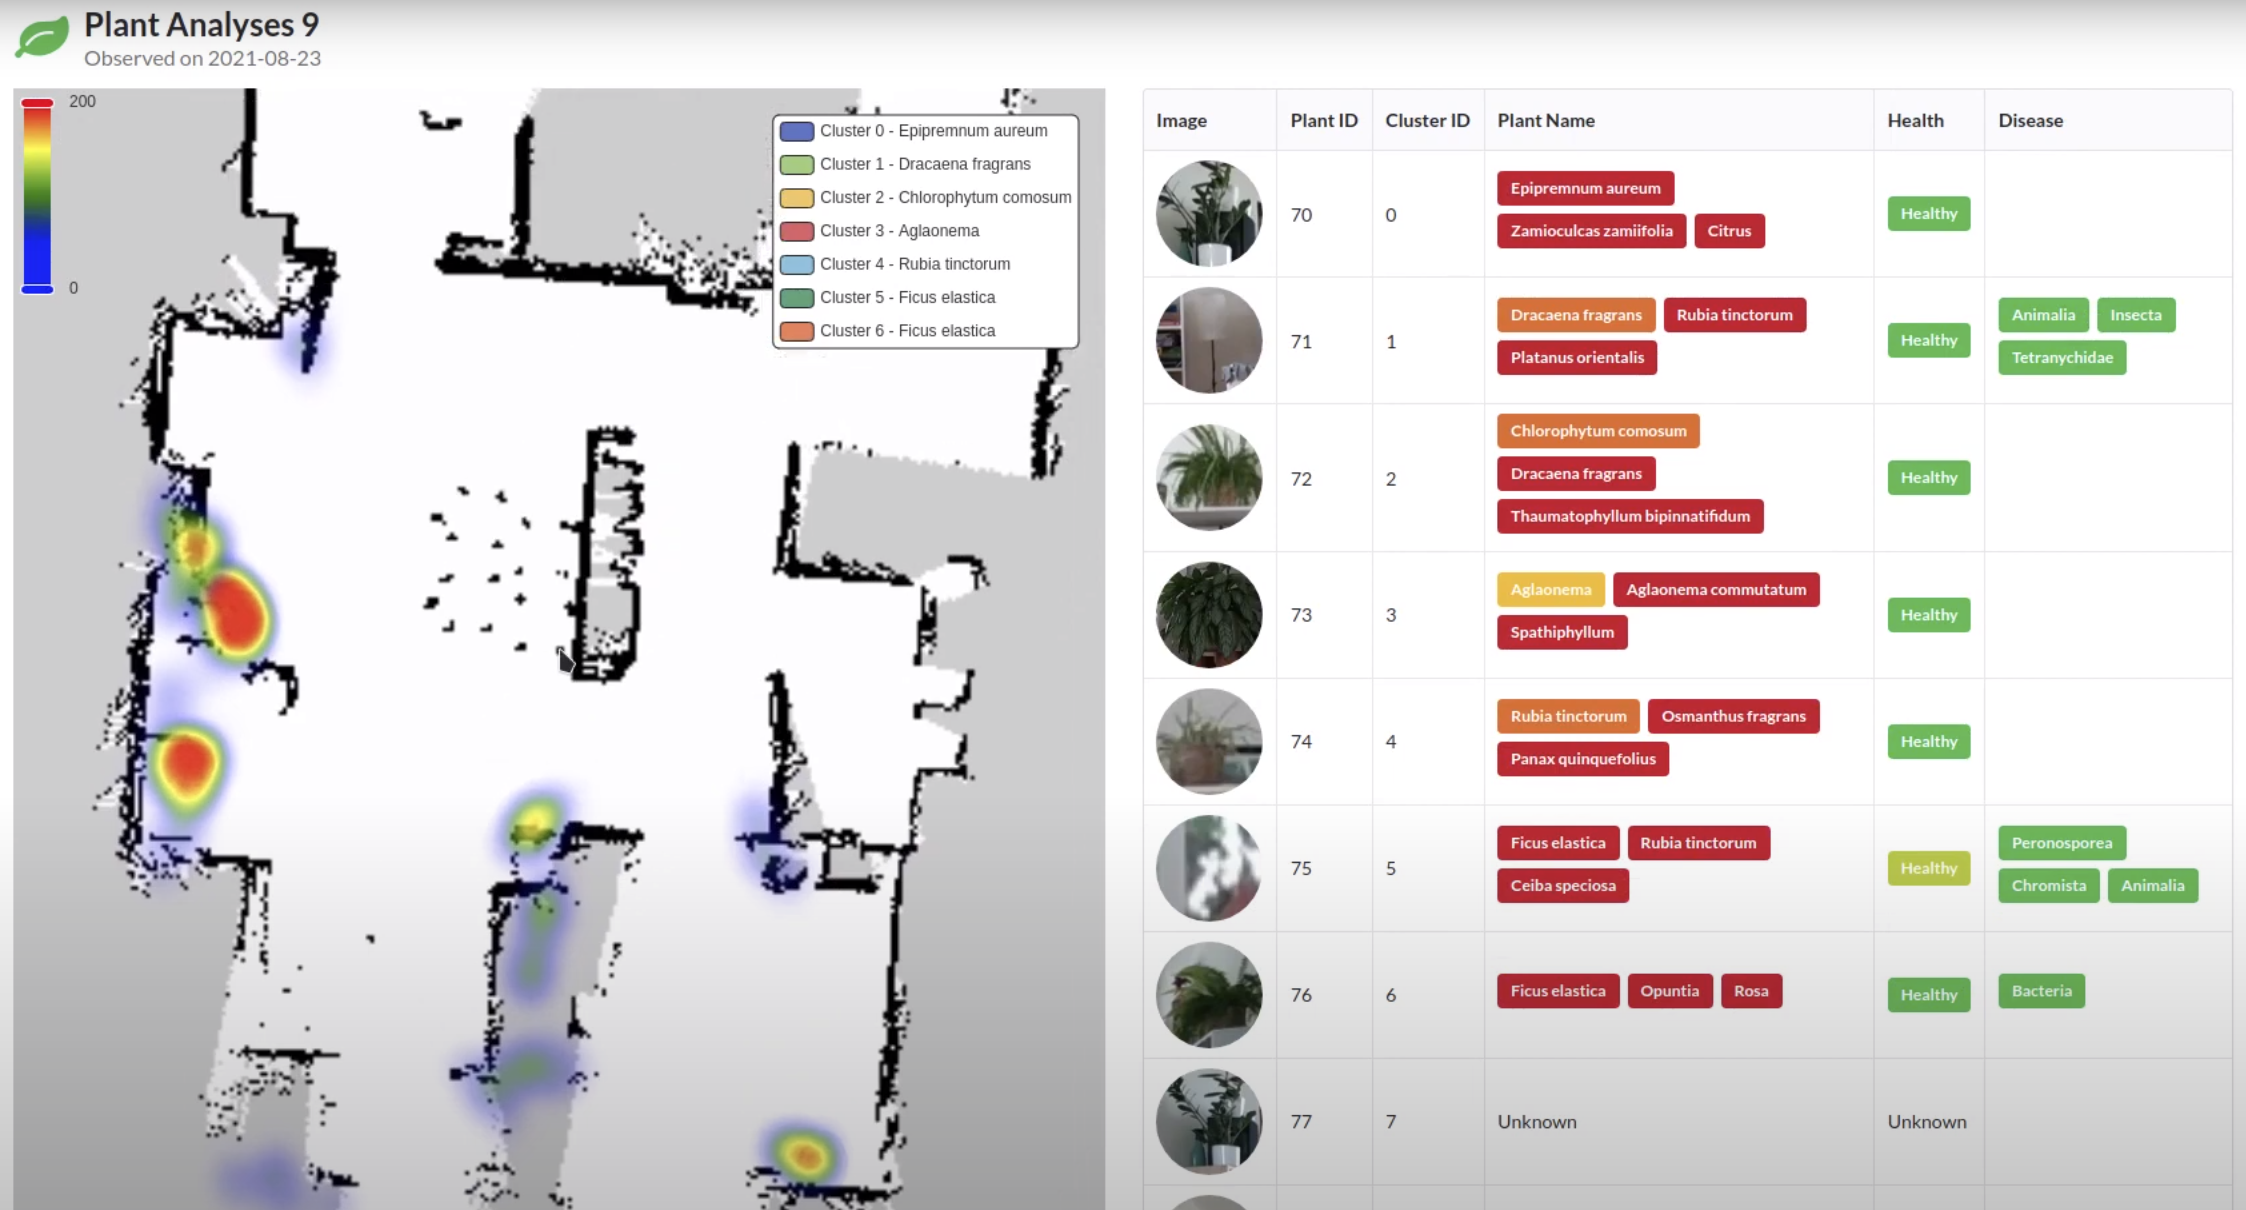 Plant Analyses 9
Observed on 2021-08-23
200
0
Cluster 0 - Epipremnum aureum
Cluster 1 - Dracaena fragrans
Cluster 2 - Chlorophytum comosum
Cluster 3 - Aglaonema
Cluster 4 - Rubia tinctorum
Cluster 5 - Ficus elastica
Cluster 6 - Ficus elastica
Image Plant ID Cluster ID Plant Name Health Disease
70 0 Epipremnum aureum Healthy
Zamioculcas zamiifolia Citrus
71 1 Dracaena fragrans Rubia tinctorum Healthy Animalia Insecta
Platanus orientalis Tetranychidae
72 2 Chlorophytum comosum Healthy
Dracaena fragrans
Thaumatophyllum bipinnatifidum
73 3 Aglaonema Aglaonema commutatum Healthy
Spathiphyllum
74 4 Rubia tinctorum Osmanthus fragrans Healthy
Panax quinquefolius
75 5 Ficus elastica Rubia tinctorum Healthy Peronosporea
Ceiba speciosa Chromista Animalia
76 6 Ficus elastica Opuntia Rosa Healthy Bacteria
77 7 Unknown Unknown